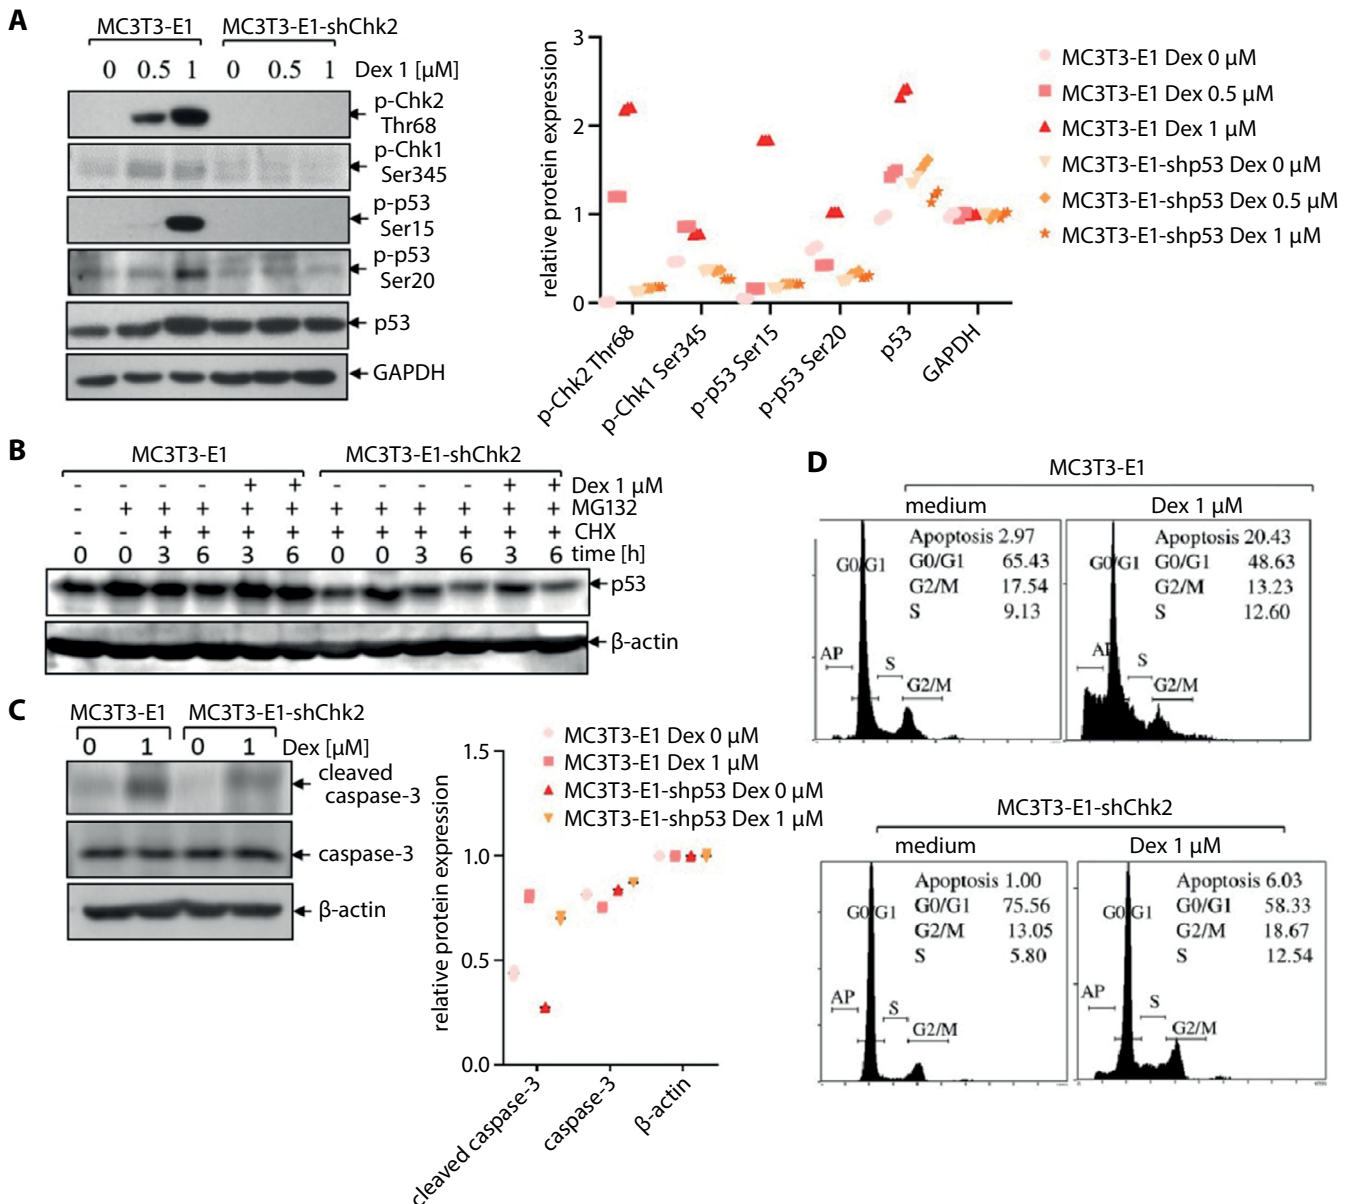 A
MC3T3-E1 MC3T3-E1-shChk2
0 0.5 1 0 0.5 1 Dex 1 [µM]
p-Chk2
Thr68
p-Chk1
Ser345
p-p53
Ser15
p-p53
Ser20
p53
GAPDH
relative protein expression
3
2
1
0
p-Chk2 Thr68
p-Chk1 Ser345
p-p53 Ser15
p-p53 Ser20
p53
GAPDH
MC3T3-E1 Dex 0 µM
MC3T3-E1 Dex 0.5 µM
MC3T3-E1 Dex 1 µM
MC3T3-E1-shp53 Dex 0 µM
MC3T3-E1-shp53 Dex 0.5 µM
MC3T3-E1-shp53 Dex 1 µM
B
MC3T3-E1 MC3T3-E1-shChk2
- - - - + + - - - - + + Dex 1 µM
- + + + + + + + + + + + MG132
- - + + + + + + + + + + CHX
0 0 3 6 3 6 0 0 3 6 3 6 time [h]
p53
β-actin
C
MC3T3-E1 MC3T3-E1-shChk2
0 1 0 1 Dex [µM]
cleaved
caspase-3
caspase-3
β-actin
relative protein expression
1.5
1.0
0.5
0.0
cleaved caspase-3
caspase-3
β-actin
MC3T3-E1 Dex 0 µM
MC3T3-E1 Dex 1 µM
MC3T3-E1-shp53 Dex 0 µM
MC3T3-E1-shp53 Dex 1 µM
D
MC3T3-E1
medium
Apoptosis 2.97
G0/G1 65.43
G2/M 17.54
S 9.13
G0/G1
AP
S
G2/M
Dex 1 µM
Apoptosis 20.43
G0/G1 48.63
G2/M 13.23
S 12.60
G0/G1
AP
S
G2/M
MC3T3-E1-shChk2
medium
Apoptosis 1.00
G0/G1 75.56
G2/M 13.05
S 5.80
G0/G1
AP
S
G2/M
Dex 1 µM
Apoptosis 6.03
G0/G1 58.33
G2/M 18.67
S 12.54
G0/G1
AP
S
G2/M